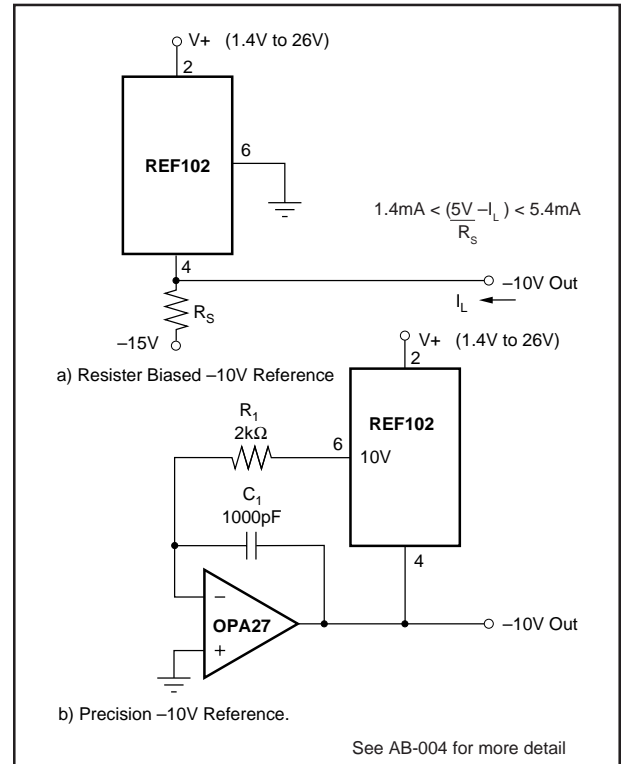 V+ (1.4V to 26V)
2
REF102
6
1.4mA < (5V –I_L) < 5.4mA
R_S
4
–10V Out
I_L
R_S
–15V
a) Resister Biased –10V Reference
V+ (1.4V to 26V)
2
REF102
R_1
2kΩ
6
10V
C_1
1000pF
4
–
OPA27
+
–10V Out
b) Precision –10V Reference.
See AB-004 for more detail